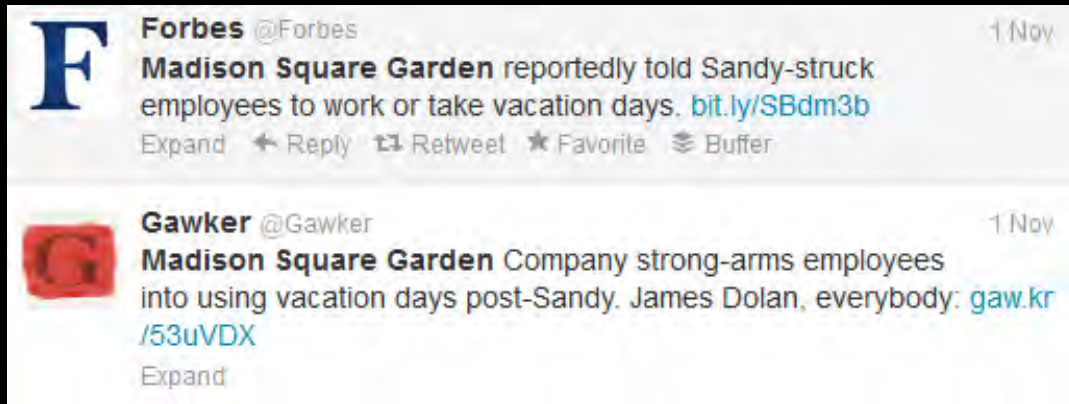 F
Forbes @Forbes 1 Nov
Madison Square Garden reportedly told Sandy-struck
employees to work or take vacation days. bit.ly/SBdm3b
Expand Reply Retweet Favorite Buffer
G
Gawker @Gawker 1 Nov
Madison Square Garden Company strong-arms employees
into using vacation days post-Sandy. James Dolan, everybody: gaw.kr
/53uVDX
Expand